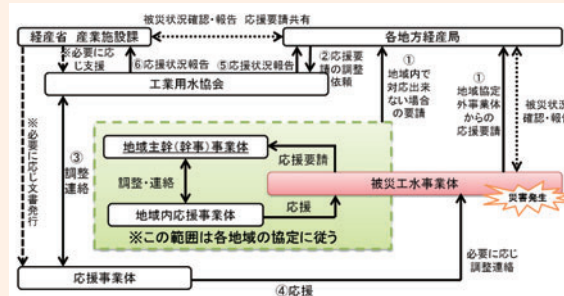 被災状況確認・報告 応援要請共有
経産省 産業施設課
各地方経産局
※必要に応
じ支援
⑥応援状況報告
⑤応援状況報告
②応援要
請の調整
依頼
①
地域内で
対応出来
ない場合
の要請
①
地域協定
外事業体
からの
応援要請
被災状況
確認・報告
工業用水協会
※必要に応じ文書発行
③
調整
連絡
地域主幹(幹事)事業体
応援要請
調整・連絡
被災工水事業体
災害発生
地域内応援事業体
応援
※この範囲は各地域の協定に従う
必要に応じ
調整連絡
応援事業体
④応援